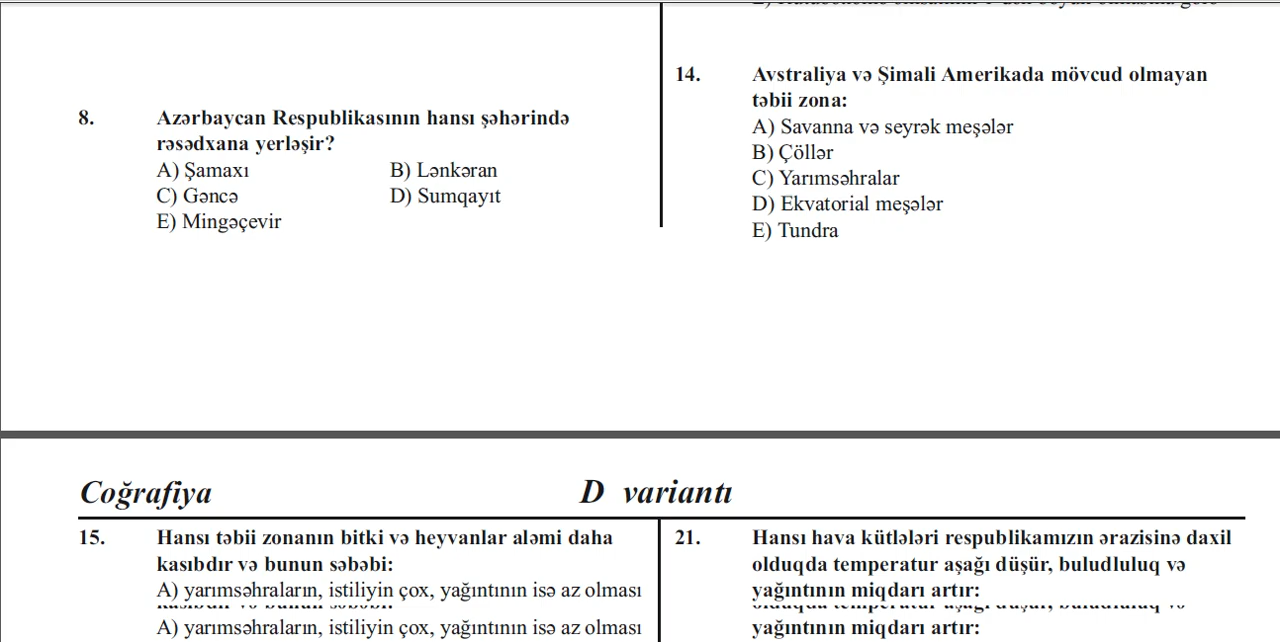 8. Azərbaycan Respublikasının hansı şəhərində
rəsədxana yerləşir?
A) Şamaxı B) Lənkəran
C) Gəncə D) Sumqayıt
E) Mingəçevir
14. Avstraliya və Şimali Amerikada mövcud olmayan
təbii zona:
A) Savanna və seyrək meşələr
B) Çöllər
C) Yarımsəhralar
D) Ekvatorial meşələr
E) Tundra
Coğrafiya D variantı
15. Hansı təbii zonanın bitki və heyvanlar aləmi daha
kasıbdır və bunun səbəbi:
A) yarımsəhraların, istiliyin çox, yağıntının isə az olması
A) yarımsəhraların, istiliyin çox, yağıntının isə az olması
21. Hansı hava kütlələri respublikamızın ərazisinə daxil
olduqda temperatur aşağı düşür, buludluluq və
yağıntının miqdarı artır:
yağıntının miqdarı artır: